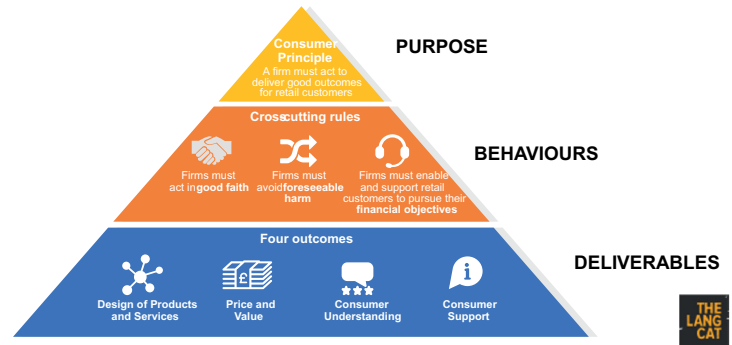 Consumer
Principle
A firm must act to
deliver good outcomes
for retail customers
PURPOSE
Crosscutting rules
Firms must
act in good faith
Firms must
avoid foreseeable
harm
Firms must enable
and support retail
customers to pursue their
financial objectives
BEHAVIOURS
Four outcomes
£
i
Design of Products
and Services
Price and
Value
Consumer
Understanding
Consumer
Support
DELIVERABLES
THE
LANG
CAT